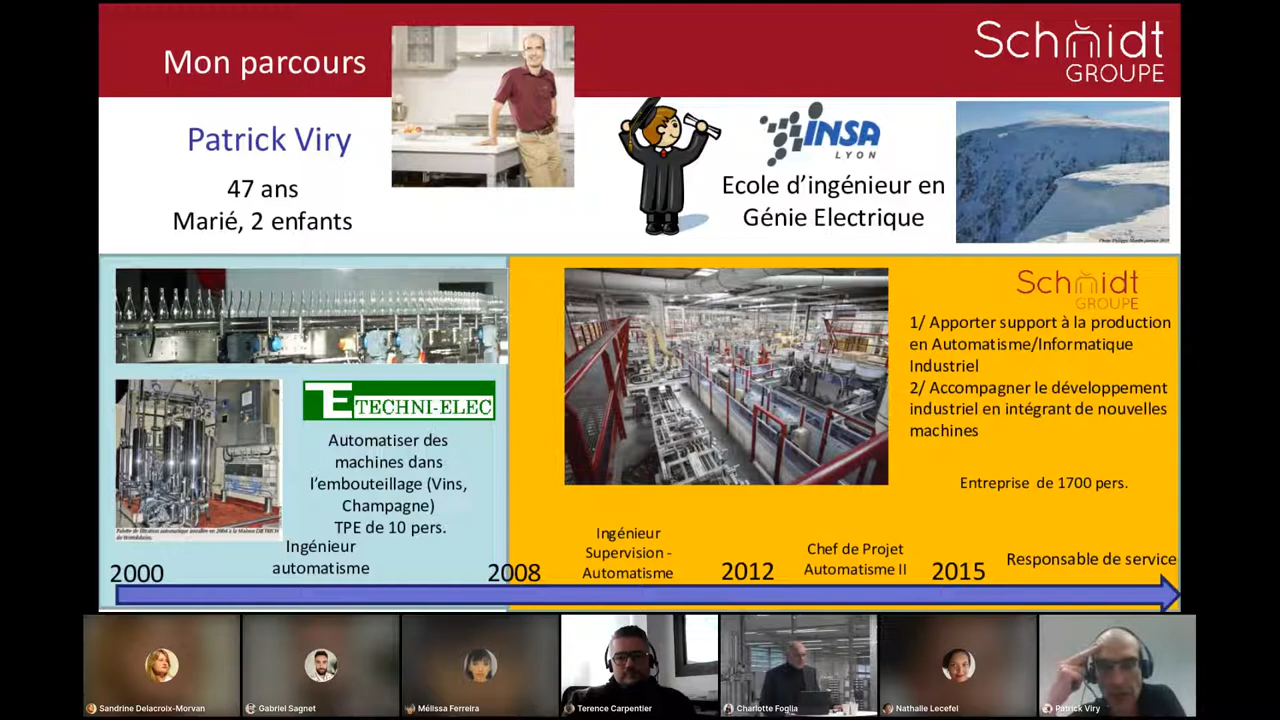 Mon parcours
Schmidt
GROUPE
Patrick Viry
47 ans
Marié, 2 enfants
INSA
LYON
Ecole d’ingénieur en
Génie Electrique
TE TECHNI-ELEC
Automatiser des
machines dans
l’embouteillage (Vins,
Champagne)
TPE de 10 pers.
Ingénieur
automatisme
Schmidt
GROUPE
1/ Apporter support à la production
en Automatisme/Informatique
Industriel
2/ Accompagner le développement
industriel en intégrant de nouvelles
machines
Entreprise de 1700 pers.
Ingénieur
Supervision -
Automatisme
Chef de Projet
Automatisme II
Responsable de service
2000
2008
2012
2015
Sandrine Delacroix-Morvan
Gabriel Sagnet
Mélissa Ferreira
Terence Carpentier
Charlotte Foglia
Nathalie Lecefel
Patrick Viry